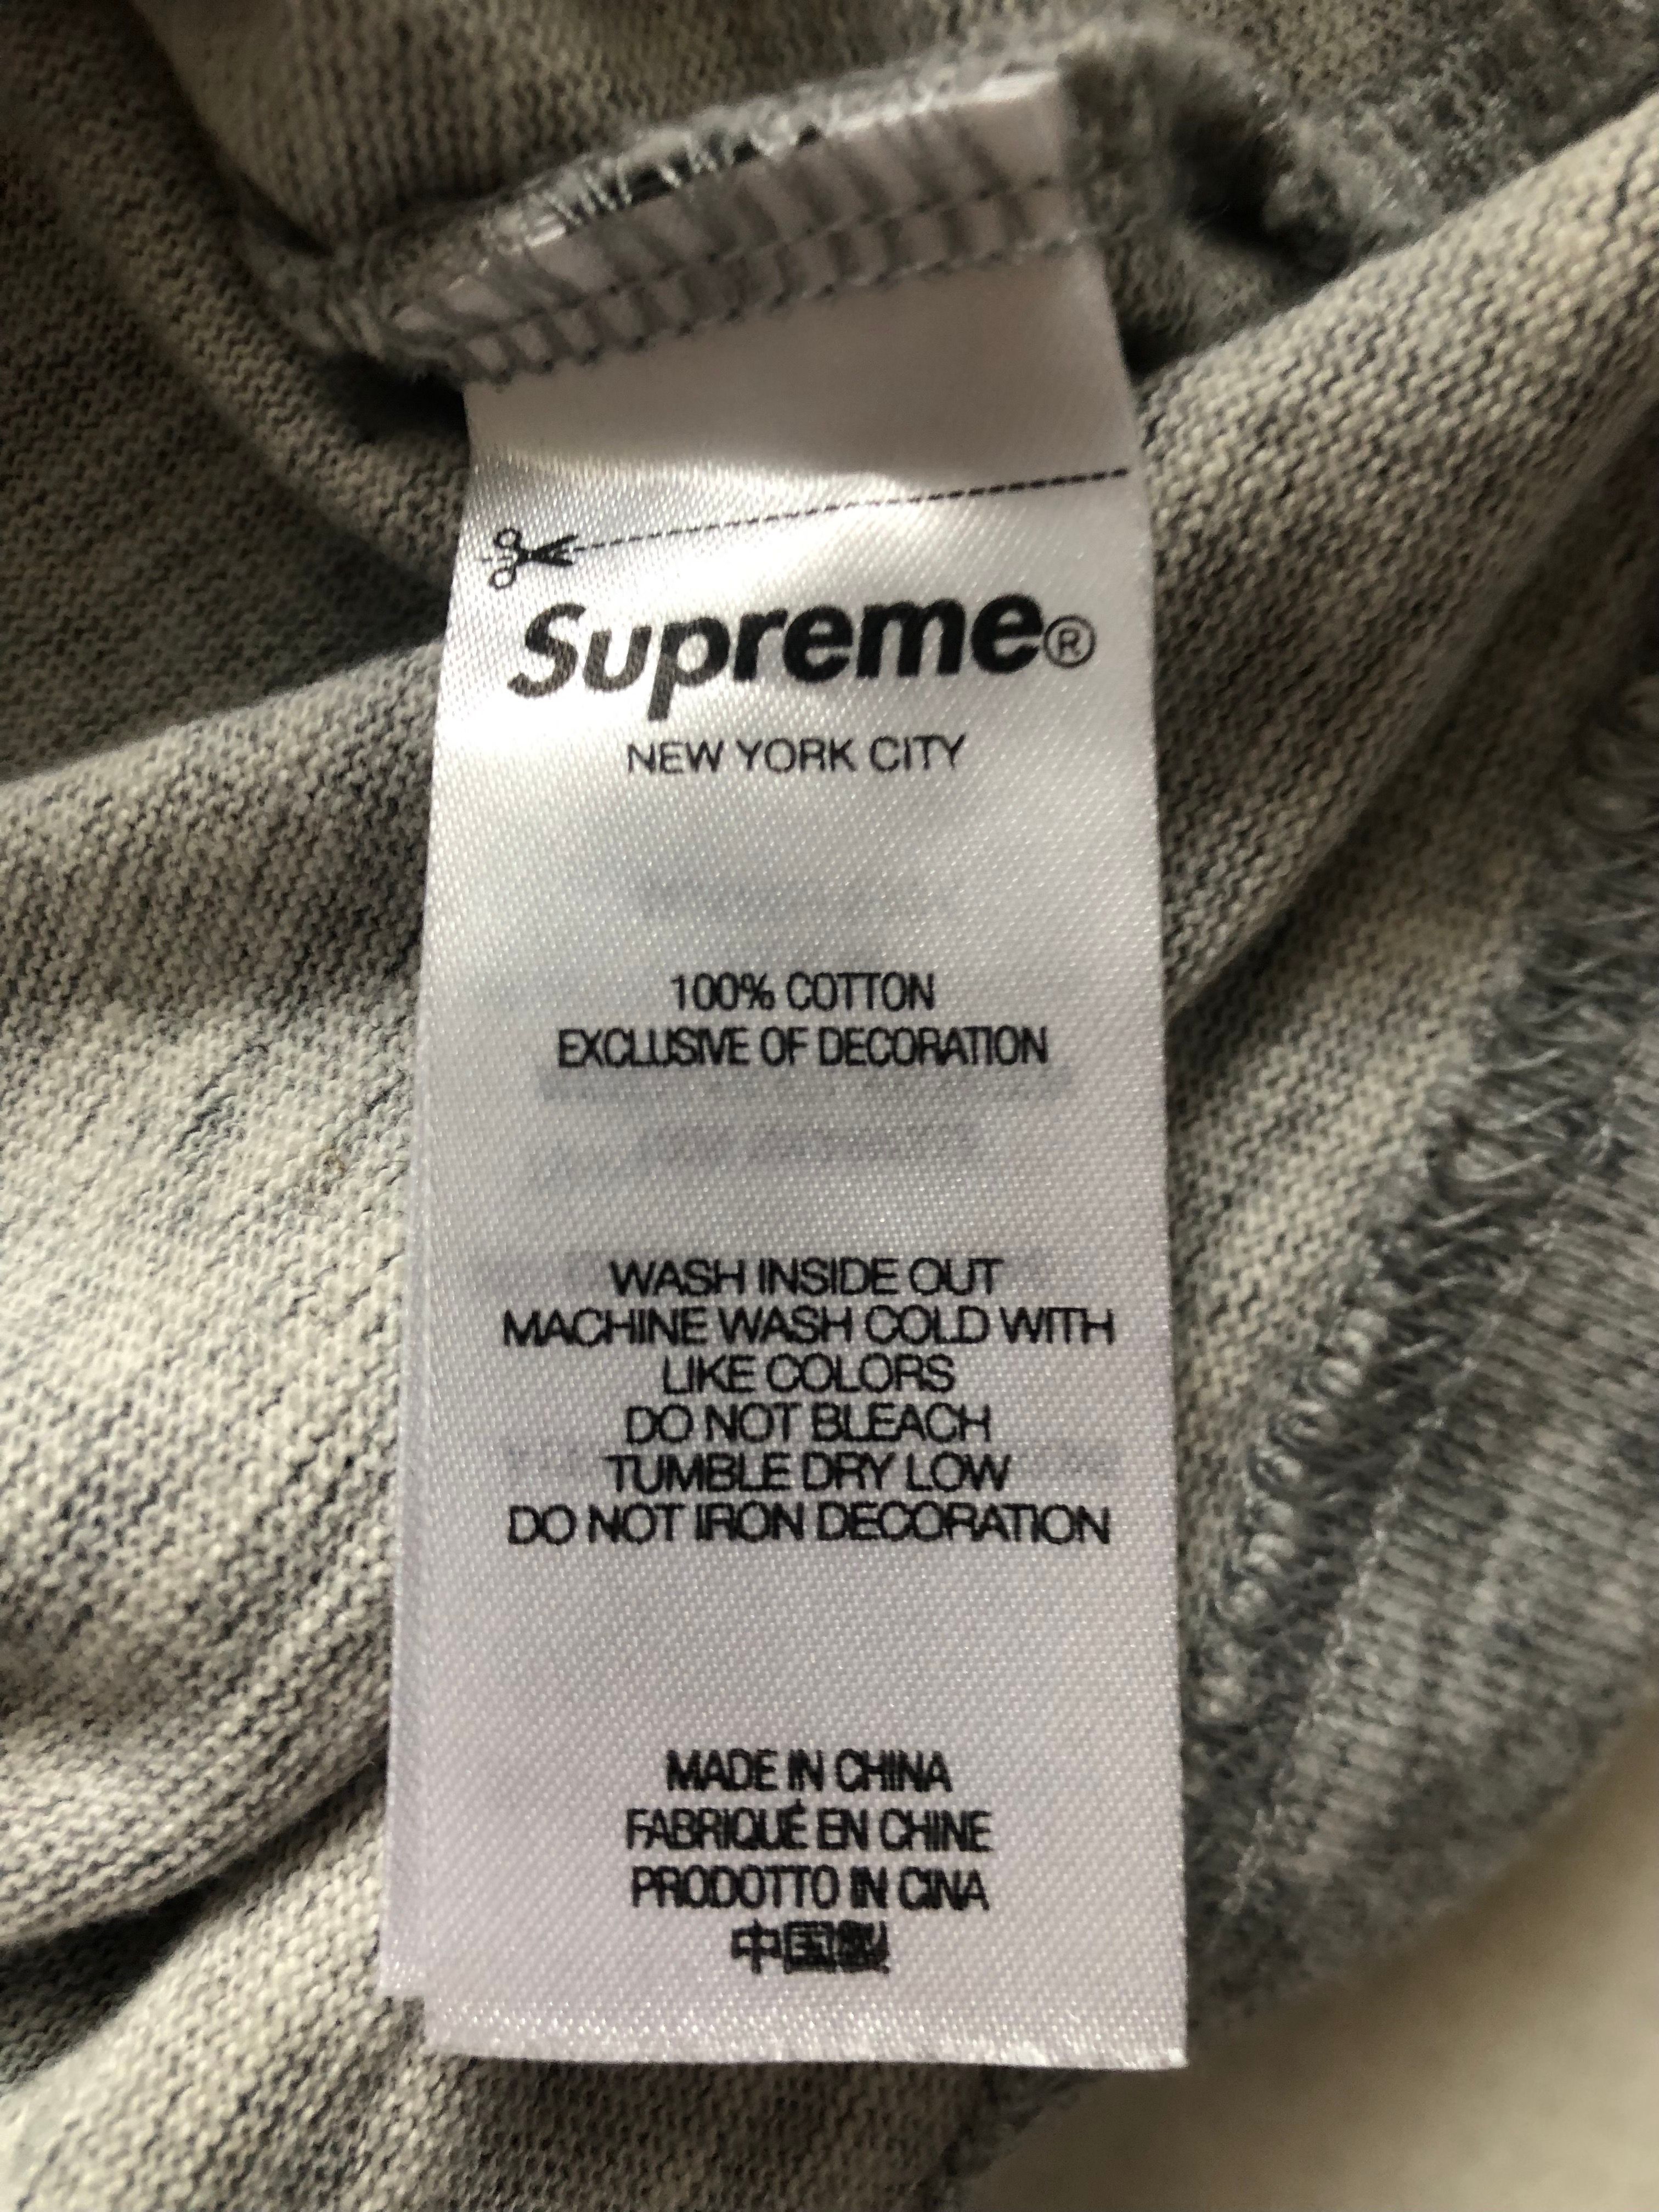 Supreme®
NEW YORK CITY
100% COTTON
EXCLUSIVE OF DECORATION
WASH INSIDE OUT
MACHINE WASH COLD WITH
LIKE COLORS
DO NOT BLEACH
TUMBLE DRY LOW
DO NOT IRON DECORATION
MADE IN CHINA
FABRIQUÉ EN CHINE
PRODOTTO IN CINA
中国製